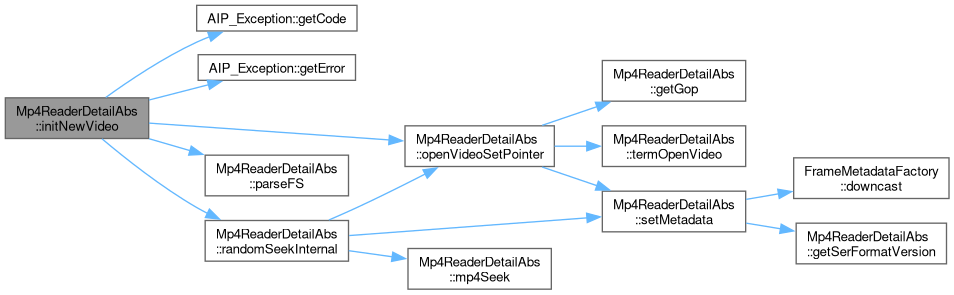 AIP_Exception::getCode
AIP_Exception::getError
Mp4ReaderDetailAbs
::initNewVideo
Mp4ReaderDetailAbs
::parseFS
Mp4ReaderDetailAbs
::randomSeekInternal
Mp4ReaderDetailAbs
::openVideoSetPointer
Mp4ReaderDetailAbs
::mp4Seek
Mp4ReaderDetailAbs
::getGop
Mp4ReaderDetailAbs
::termOpenVideo
Mp4ReaderDetailAbs
::setMetadata
FrameMetadataFactory
::downcast
Mp4ReaderDetailAbs
::getSerFormatVersion